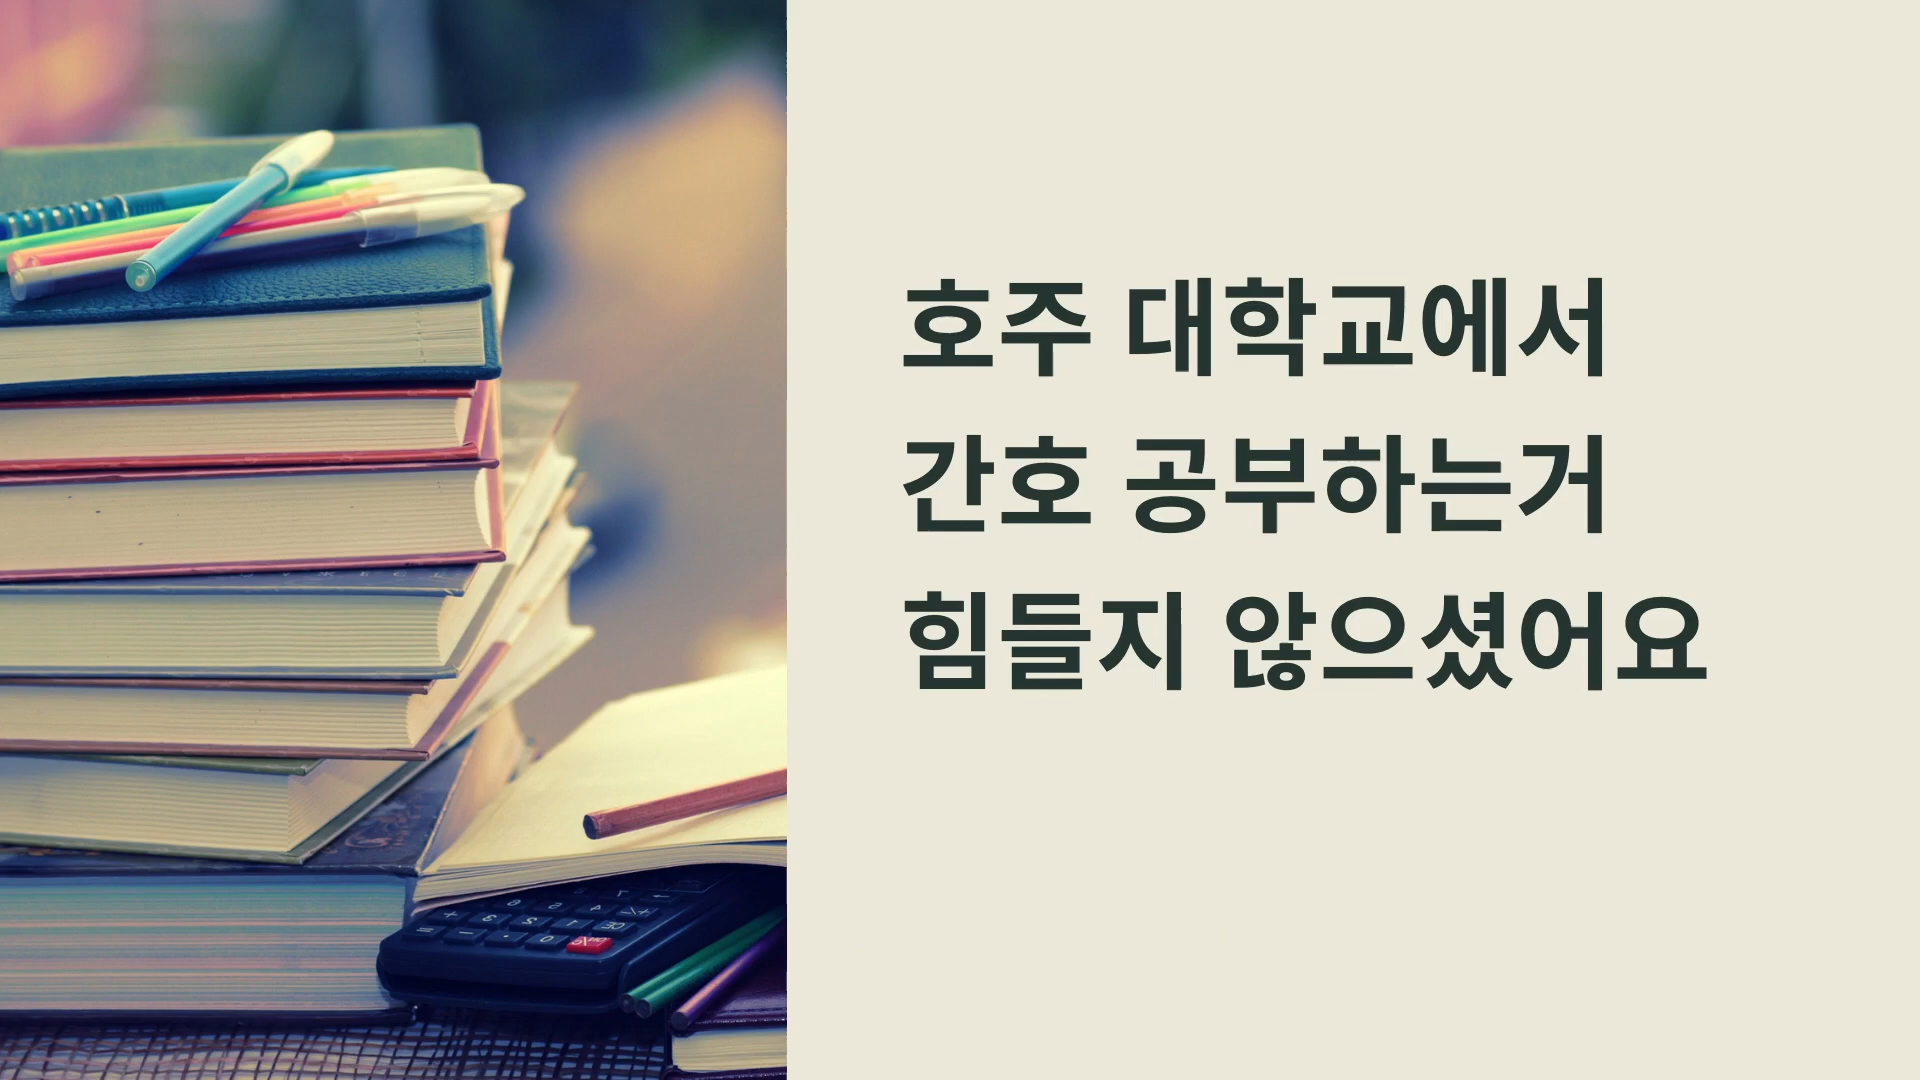 호주 대학교에서
간호 공부하는거
힘들지 않으셨어요